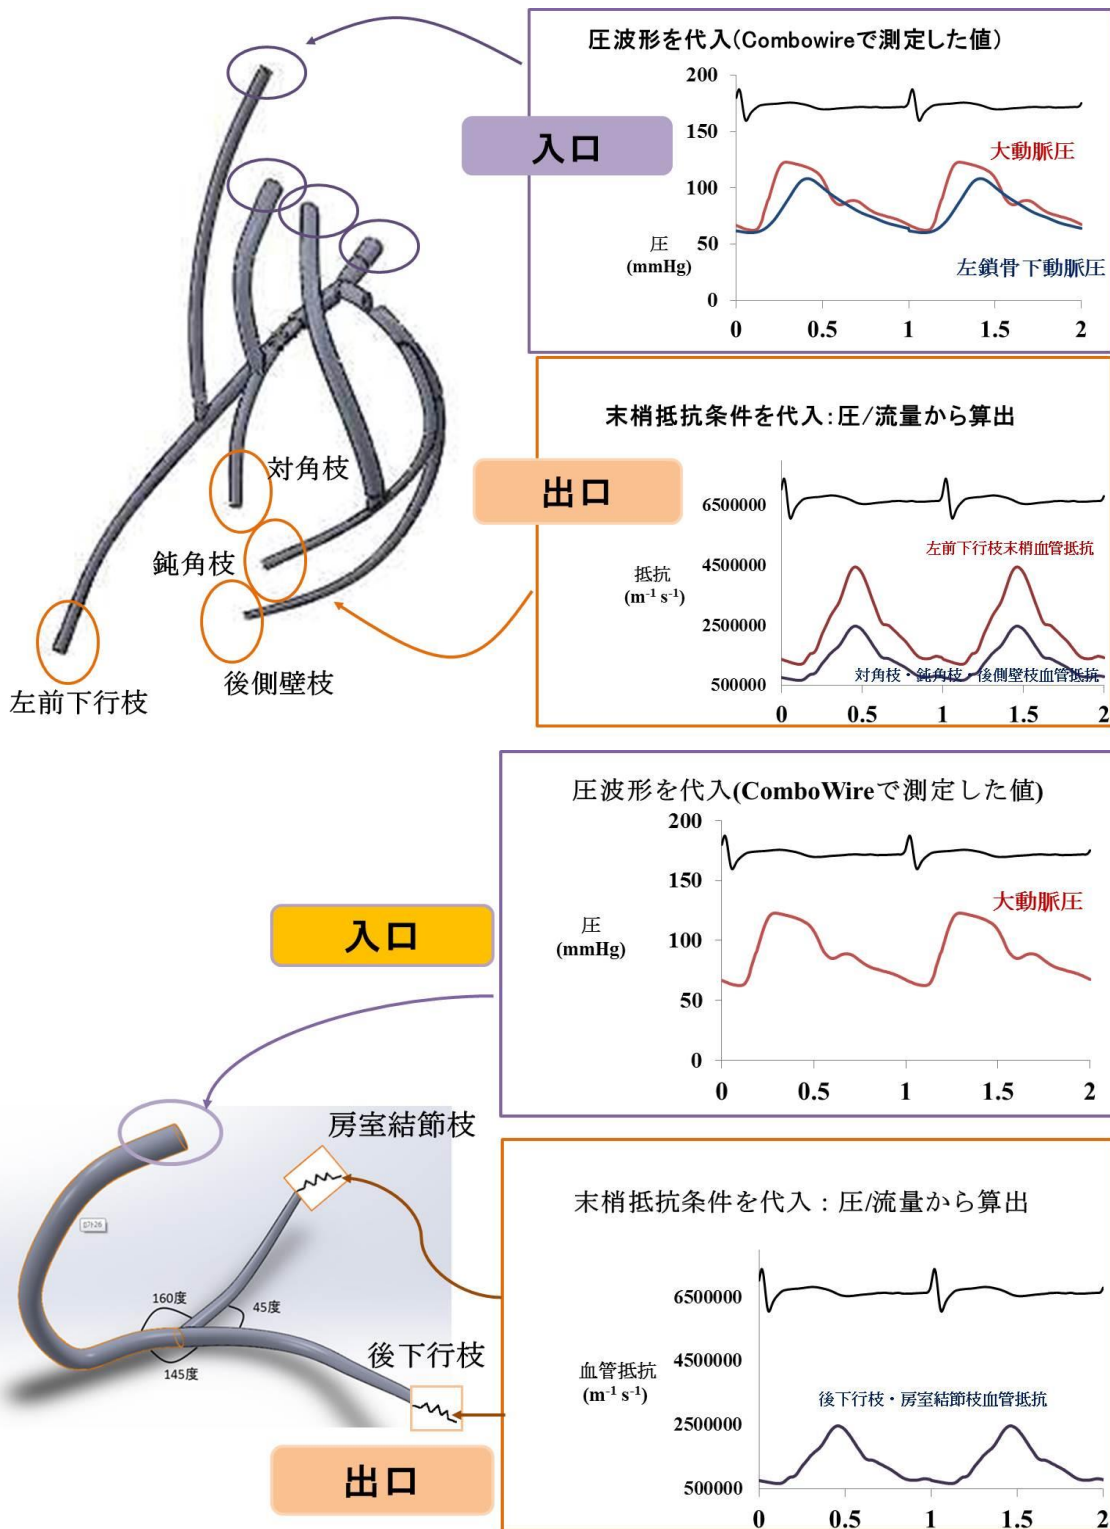 圧波形を代入(Combowireで測定した値)
入口
200
150
100
50
0
圧
(mmHg)
大動脈圧
左鎖骨下動脈圧
0 0.5 1 1.5 2
末梢抵抗条件を代入:圧/流量から算出
出口
6500000
4500000
2500000
500000
抵抗
(m⁻¹ s⁻¹)
左前下行枝末梢血管抵抗
対角枝・鈍角枝・後側壁枝血管抵抗
0 0.5 1 1.5 2
対角枝
鈍角枝
後側壁枝
左前下行枝
圧波形を代入(ComboWireで測定した値)
入口
200
150
100
50
0
圧
(mmHg)
大動脈圧
0 0.5 1 1.5 2
房室結節枝
160度
45度
145度
後下行枝
出口
末梢抵抗条件を代入:圧/流量から算出
6500000
4500000
2500000
500000
血管抵抗
(m⁻¹ s⁻¹)
後下行枝・房室結節枝血管抵抗
0 0.5 1 1.5 2